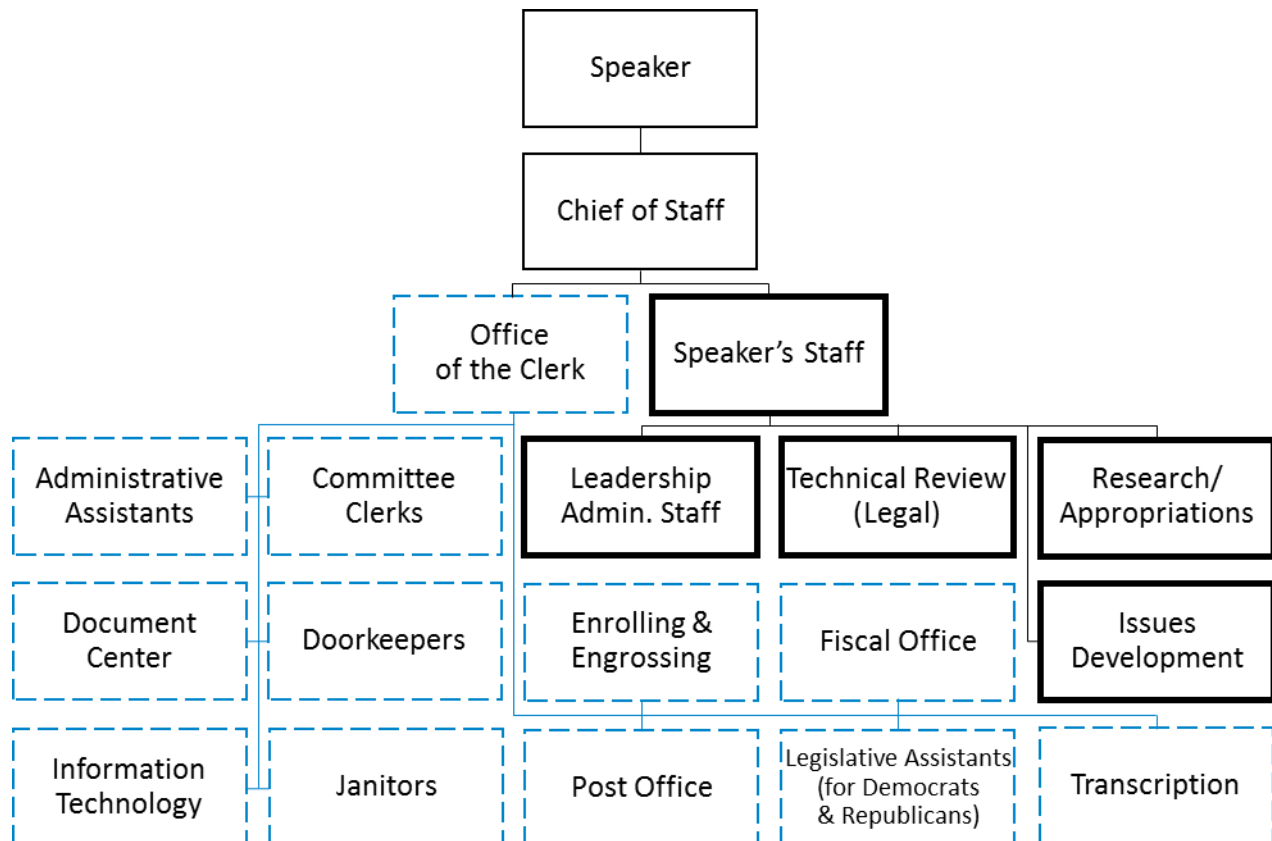 Speaker
Chief of Staff
Office
of the Clerk
Speaker’s Staff
Administrative
Assistants
Committee
Clerks
Leadership
Admin. Staff
Technical Review
(Legal)
Research/
Appropriations
Document
Center
Doorkeepers
Enrolling &
Engrossing
Fiscal Office
Issues
Development
Information
Technology
Janitors
Post Office
Legislative Assistants
(for Democrats
& Republicans)
Transcription